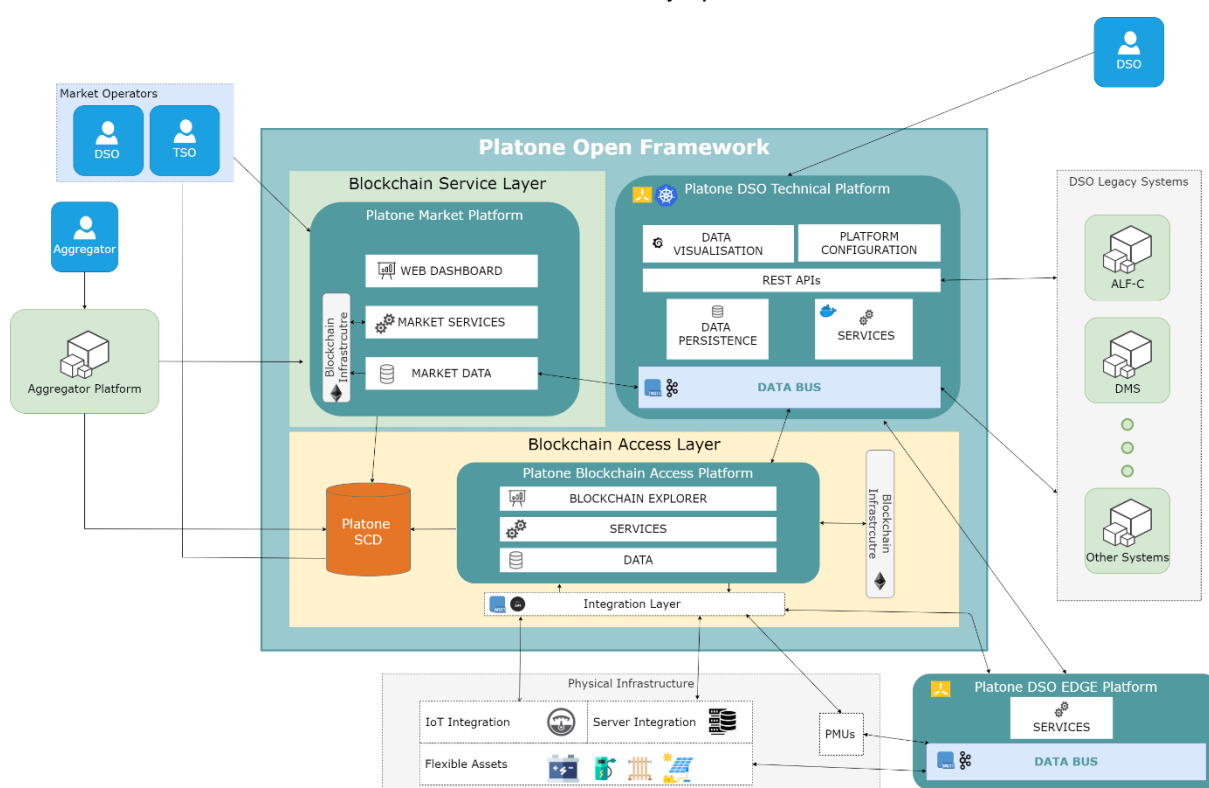 DSO
Market Operators
DSO
TSO
Platone Open Framework
Blockchain Service Layer
Platone Market Platform
WEB DASHBOARD
MARKET SERVICES
MARKET DATA
Blockchain
Infrastrcutre
Platone DSO Technical Platform
DATA
VISUALISATION
PLATFORM
CONFIGURATION
REST APIs
DATA
PERSISTENCE
SERVICES
DATA BUS
DSO Legacy Systems
ALF-C
DMS
Other Systems
Aggregator
Aggregator Platform
Blockchain Access Layer
Platone
SCD
Platone Blockchain Access Platform
BLOCKCHAIN EXPLORER
SERVICES
DATA
Blockchain
Infrastrcutre
Integration Layer
Physical Infrastructure
IoT Integration
Server Integration
Flexible Assets
PMUs
Platone DSO EDGE Platform
SERVICES
DATA BUS